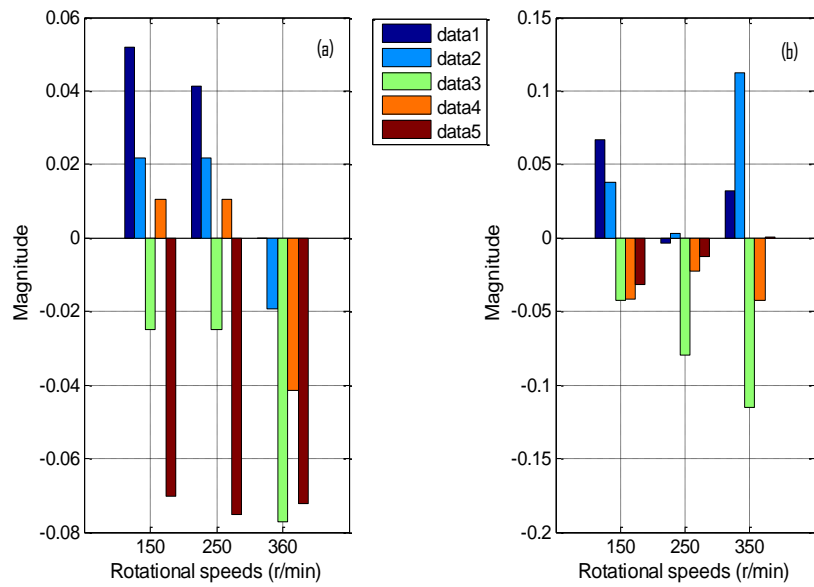 (a)
0.06
0.04
0.02
0
-0.02
-0.04
-0.06
-0.08
Magnitude
150 250 360
Rotational speeds (r/min)
data1
data2
data3
data4
data5
(b)
0.15
0.1
0.05
0
-0.05
-0.1
-0.15
-0.2
Magnitude
150 250 350
Rotational speeds (r/min)